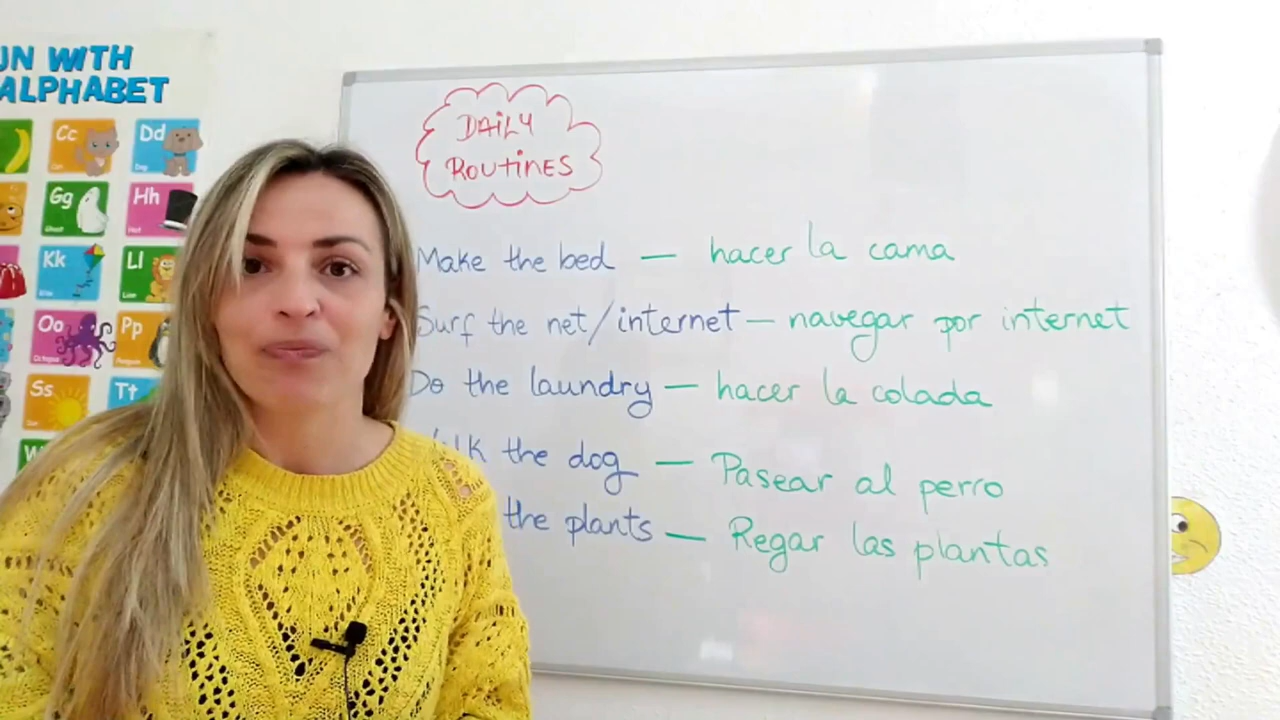 UN WITH
ALPHABET
Cc
Dd
Gg
Hh
Kk
Ll
Oo
Pp
Ss
Tt
DAiLY
ROUTiNES
Make the bed — hacer la cama
Surf the net/internet — navegar por internet
Do the laundry — hacer la colada
the dog — Pasear al perro
the plants — Regar las plantas